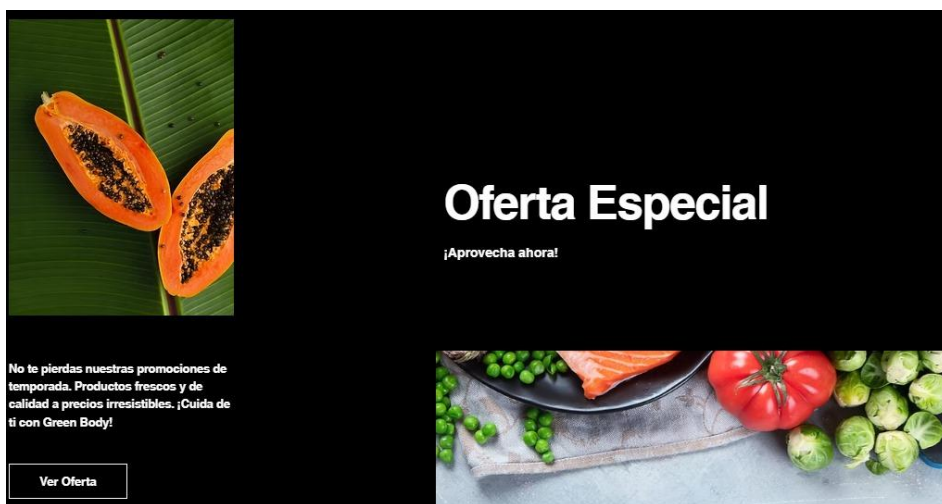 Oferta Especial
¡Aprovecha ahora!
No te pierdas nuestras promociones de
temporada. Productos frescos y de
calidad a precios irresistibles. ¡Cuida de
ti con Green Body!
Ver Oferta